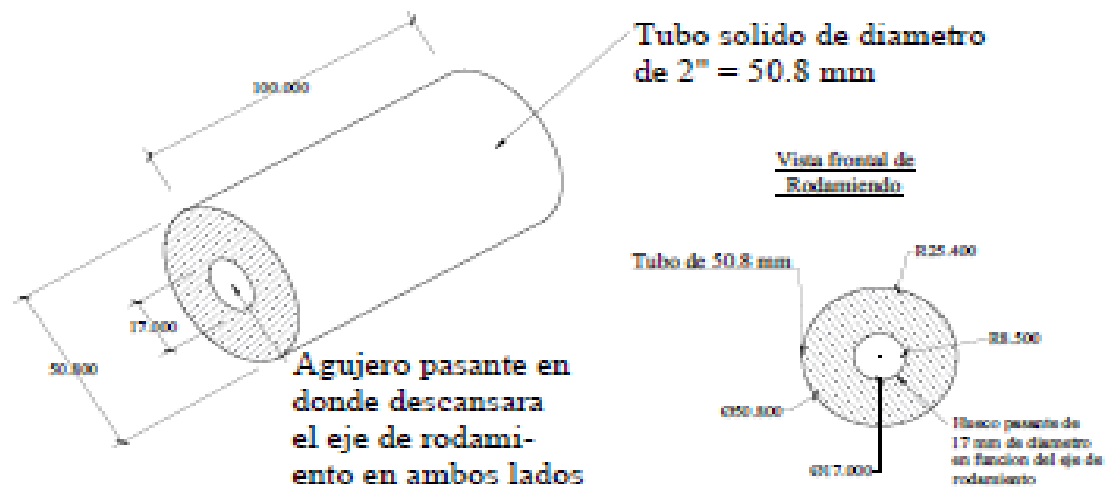 Tubo solido de diametro
de 2" = 50.8 mm
100.000
Vista frontal de
Rodamiendo
R25.400
Tubo de 50.8 mm
17.000
50.800
R8.500
Agujero pasante en
donde descansara
el eje de rodami-
ento en ambos lados
Ø50.800
Hueco pasante de
17 mm de diametro
en funcion del eje de
rodamiento
Ø17.000